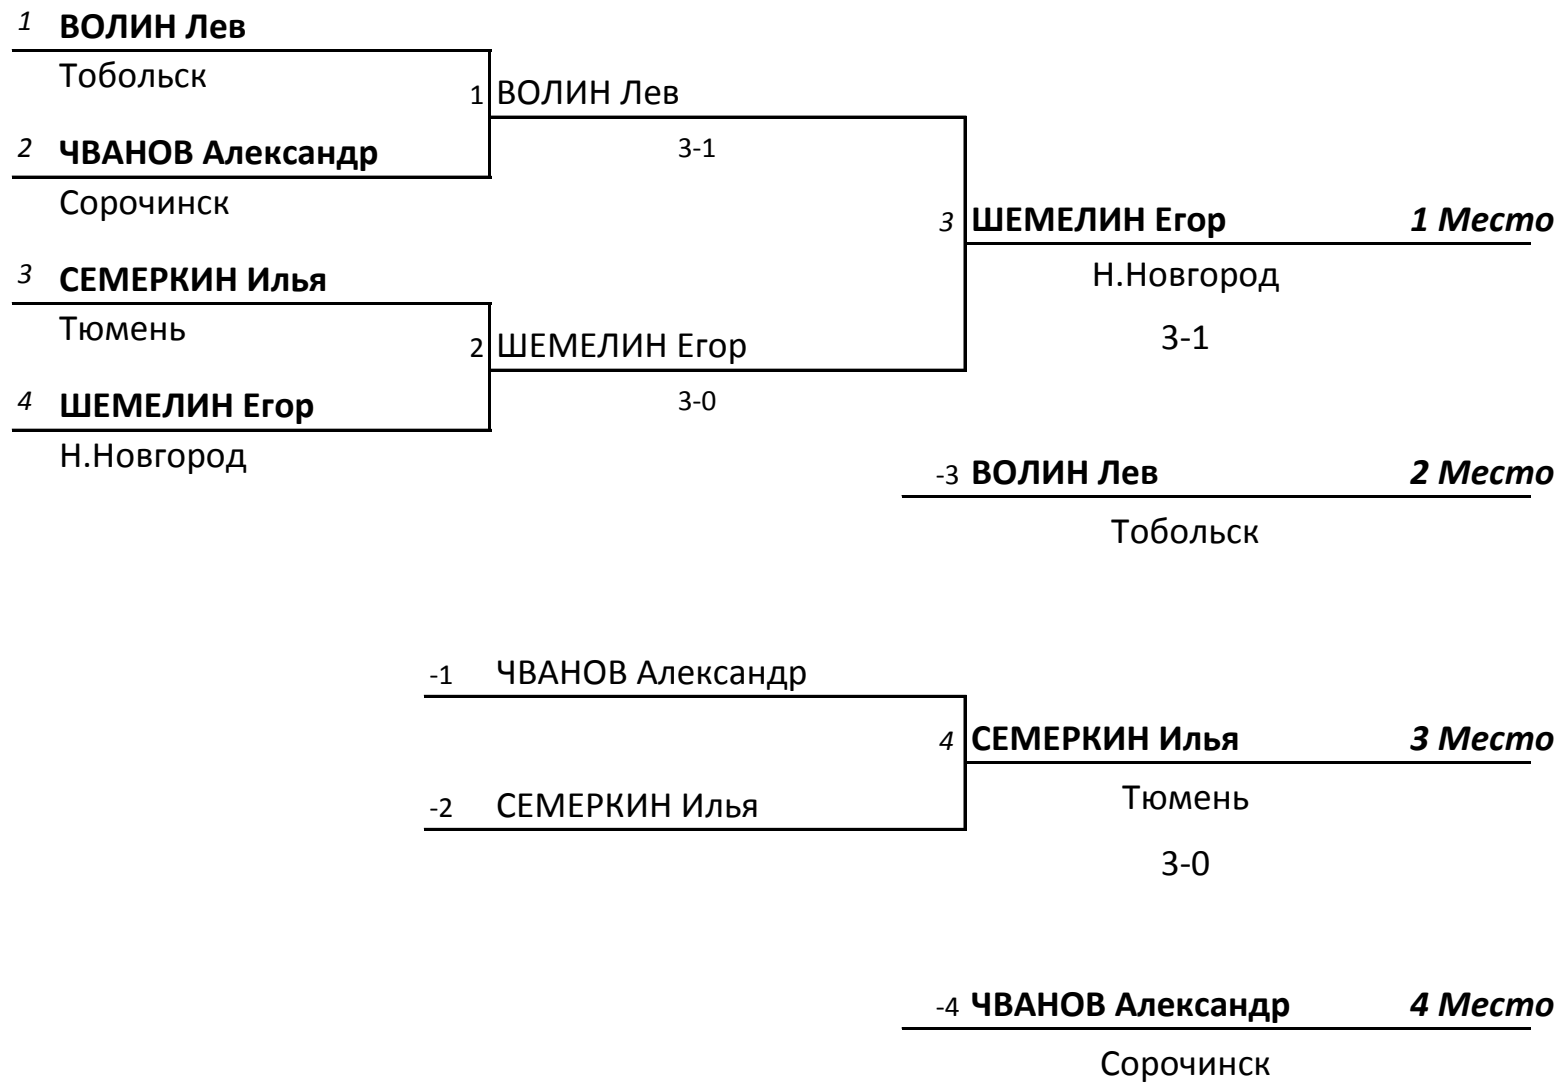 1 ВОЛИН Лев
Тобольск
1 ВОЛИН Лев
2 ЧВАНОВ Александр
3-1
Сорочинск
3 ШЕМЕЛИН Егор 1 Место
3 СЕМЕРКИН Илья
Н.Новгород
Тюмень
2 ШЕМЕЛИН Егор
3-1
4 ШЕМЕЛИН Егор
3-0
Н.Новгород
-3 ВОЛИН Лев 2 Место
Тобольск
-1 ЧВАНОВ Александр
4 СЕМЕРКИН Илья 3 Место
-2 СЕМЕРКИН Илья
Тюмень
3-0
-4 ЧВАНОВ Александр 4 Место
Сорочинск